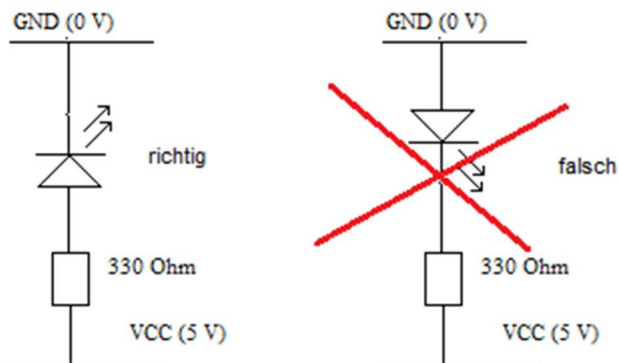 GND (0 V)
richtig
330 Ohm
VCC (5 V)
GND (0 V)
falsch
330 Ohm
VCC (5 V)